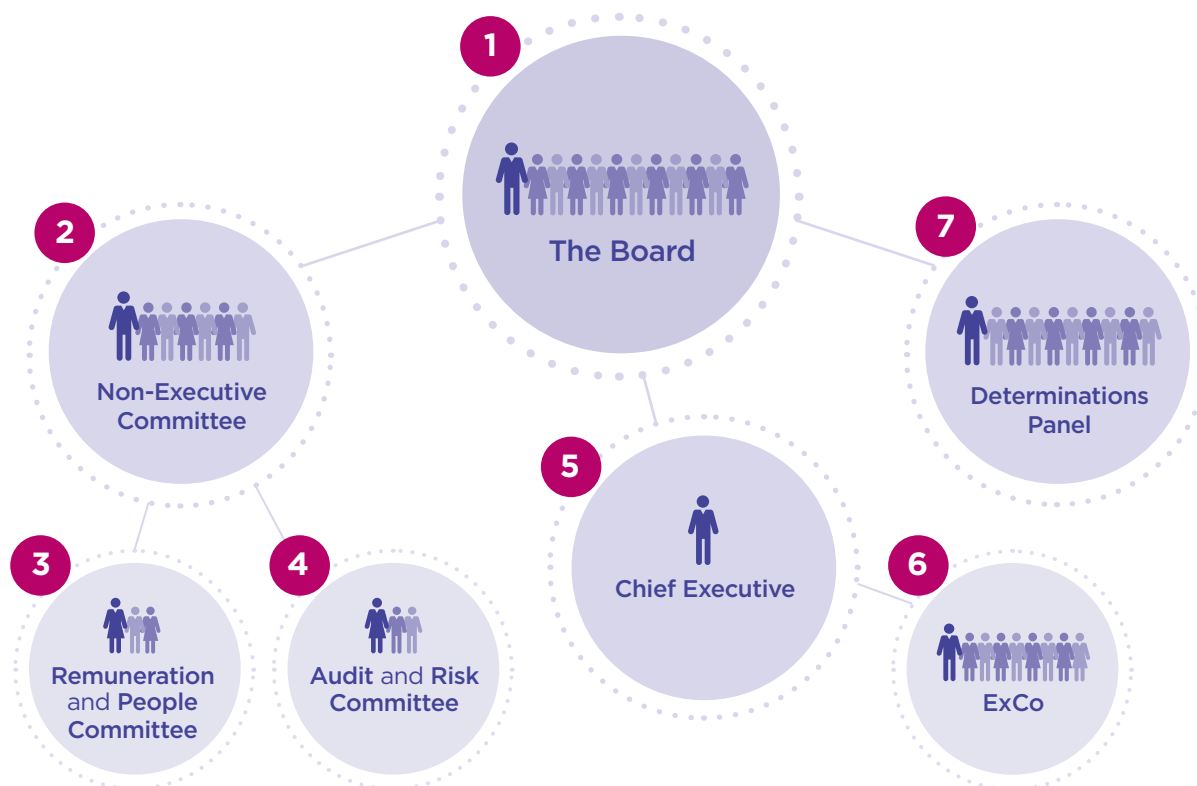 1
The Board
2
Non-Executive
Committee
3
Remuneration
and People
Committee
4
Audit and Risk
Committee
5
Chief Executive
6
ExCo
7
Determinations
Panel